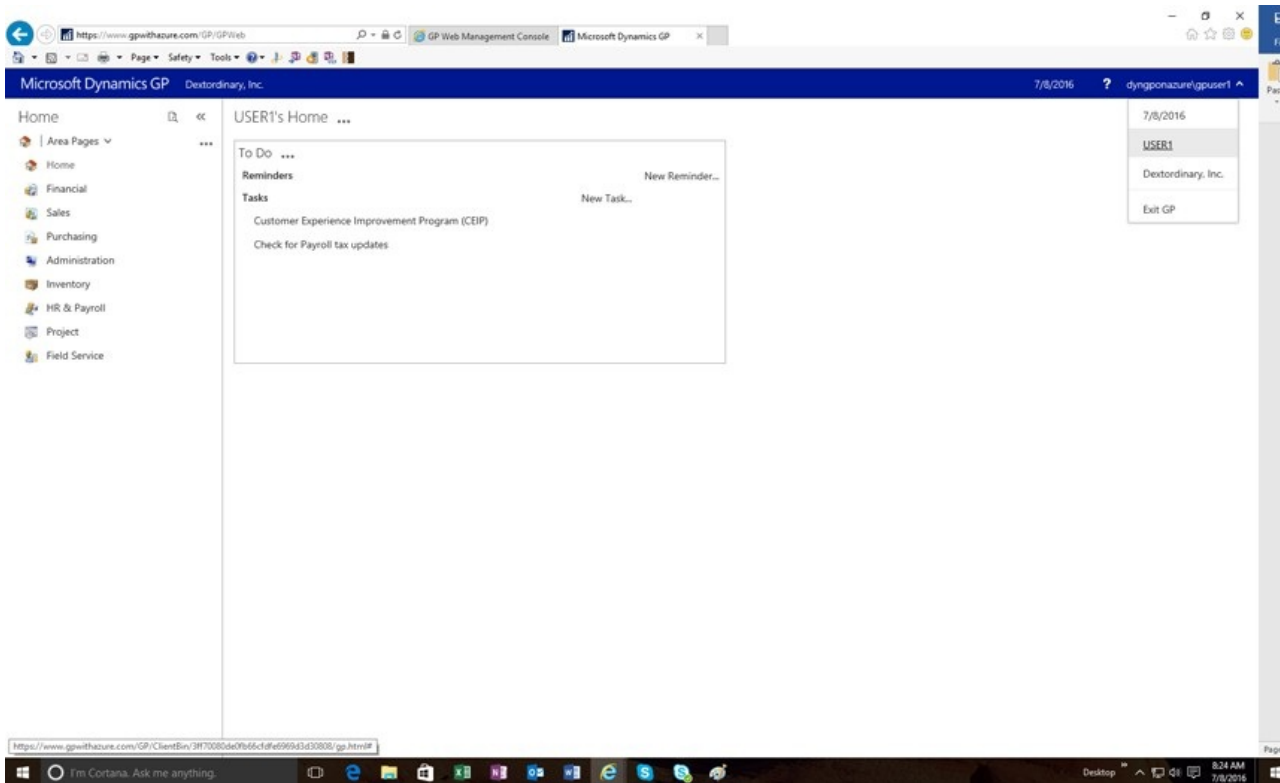 https://www.gpwithazure.com/GP/GPWeb
GP Web Management Console
Microsoft Dynamics GP
Page
Safety
Tools
Microsoft Dynamics GP
Dextordinary, Inc.
7/8/2016
?
dyngponazure\gpuser1
Home
Area Pages
Home
Financial
Sales
Purchasing
Administration
Inventory
HR & Payroll
Project
Field Service
USER1's Home ...
To Do ...
Reminders
New Reminder...
Tasks
New Task...
Customer Experience Improvement Program (CEIP)
Check for Payroll tax updates
7/8/2016
USER1
Dextordinary, Inc.
Exit GP
I'm Cortana. Ask me anything.
Desktop
8:24 AM
7/8/2016